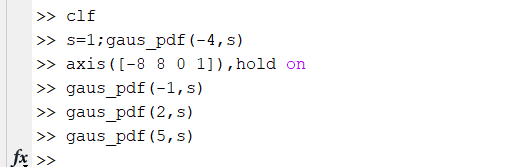 >> clf
>> s=1;gaus_pdf(-4,s)
>> axis([-8 8 0 1]),hold on
>> gaus_pdf(-1,s)
>> gaus_pdf(2,s)
>> gaus_pdf(5,s)
fx >>